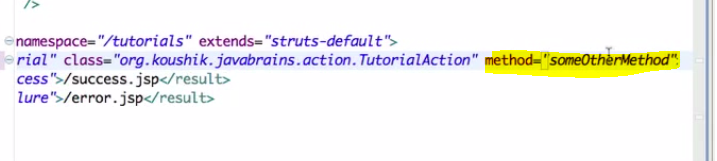 />
namespace="/tutorials" extends="struts-default">
rial" class="org.koushik.javabrains.action.TutorialAction" method="someOtherMethod"
cess">/success.jsp</result>
lure">/error.jsp</result>